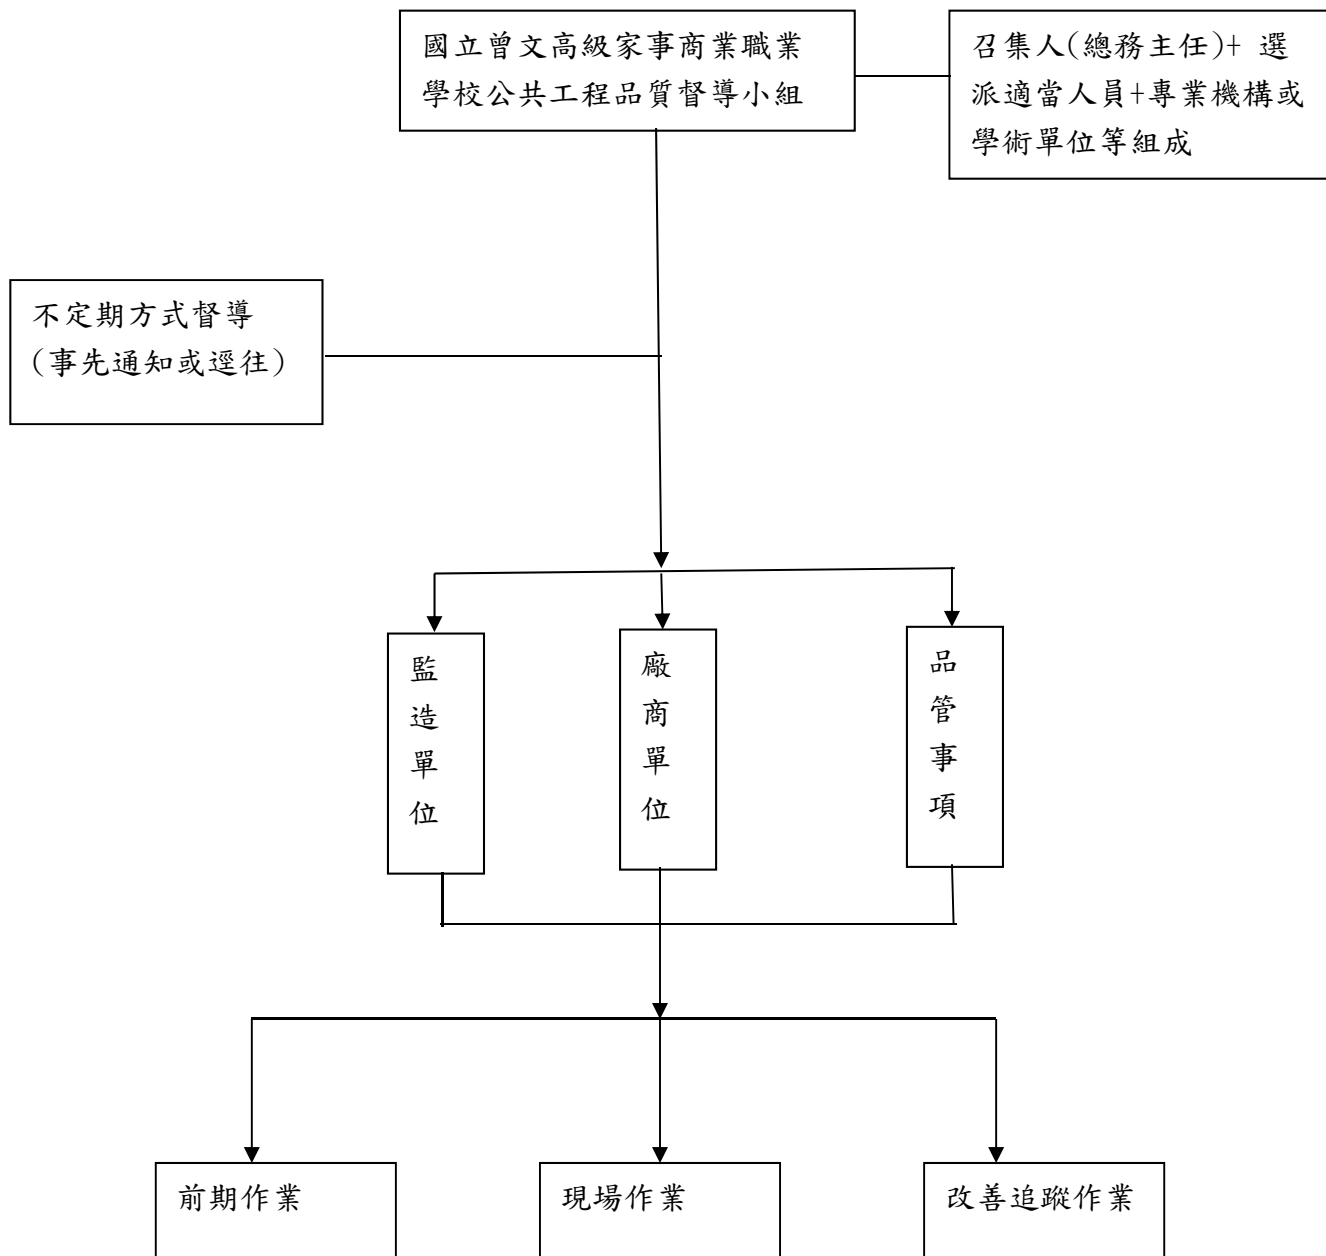 國立曾文高級家事商業職業
學校公共工程品質督導小組
召集人(總務主任)+ 選
派適當人員+專業機構或
學術單位等組成
不定期方式督導
(事先通知或逕往)
監造單位
廠商單位
品管事項
前期作業
現場作業
改善追蹤作業